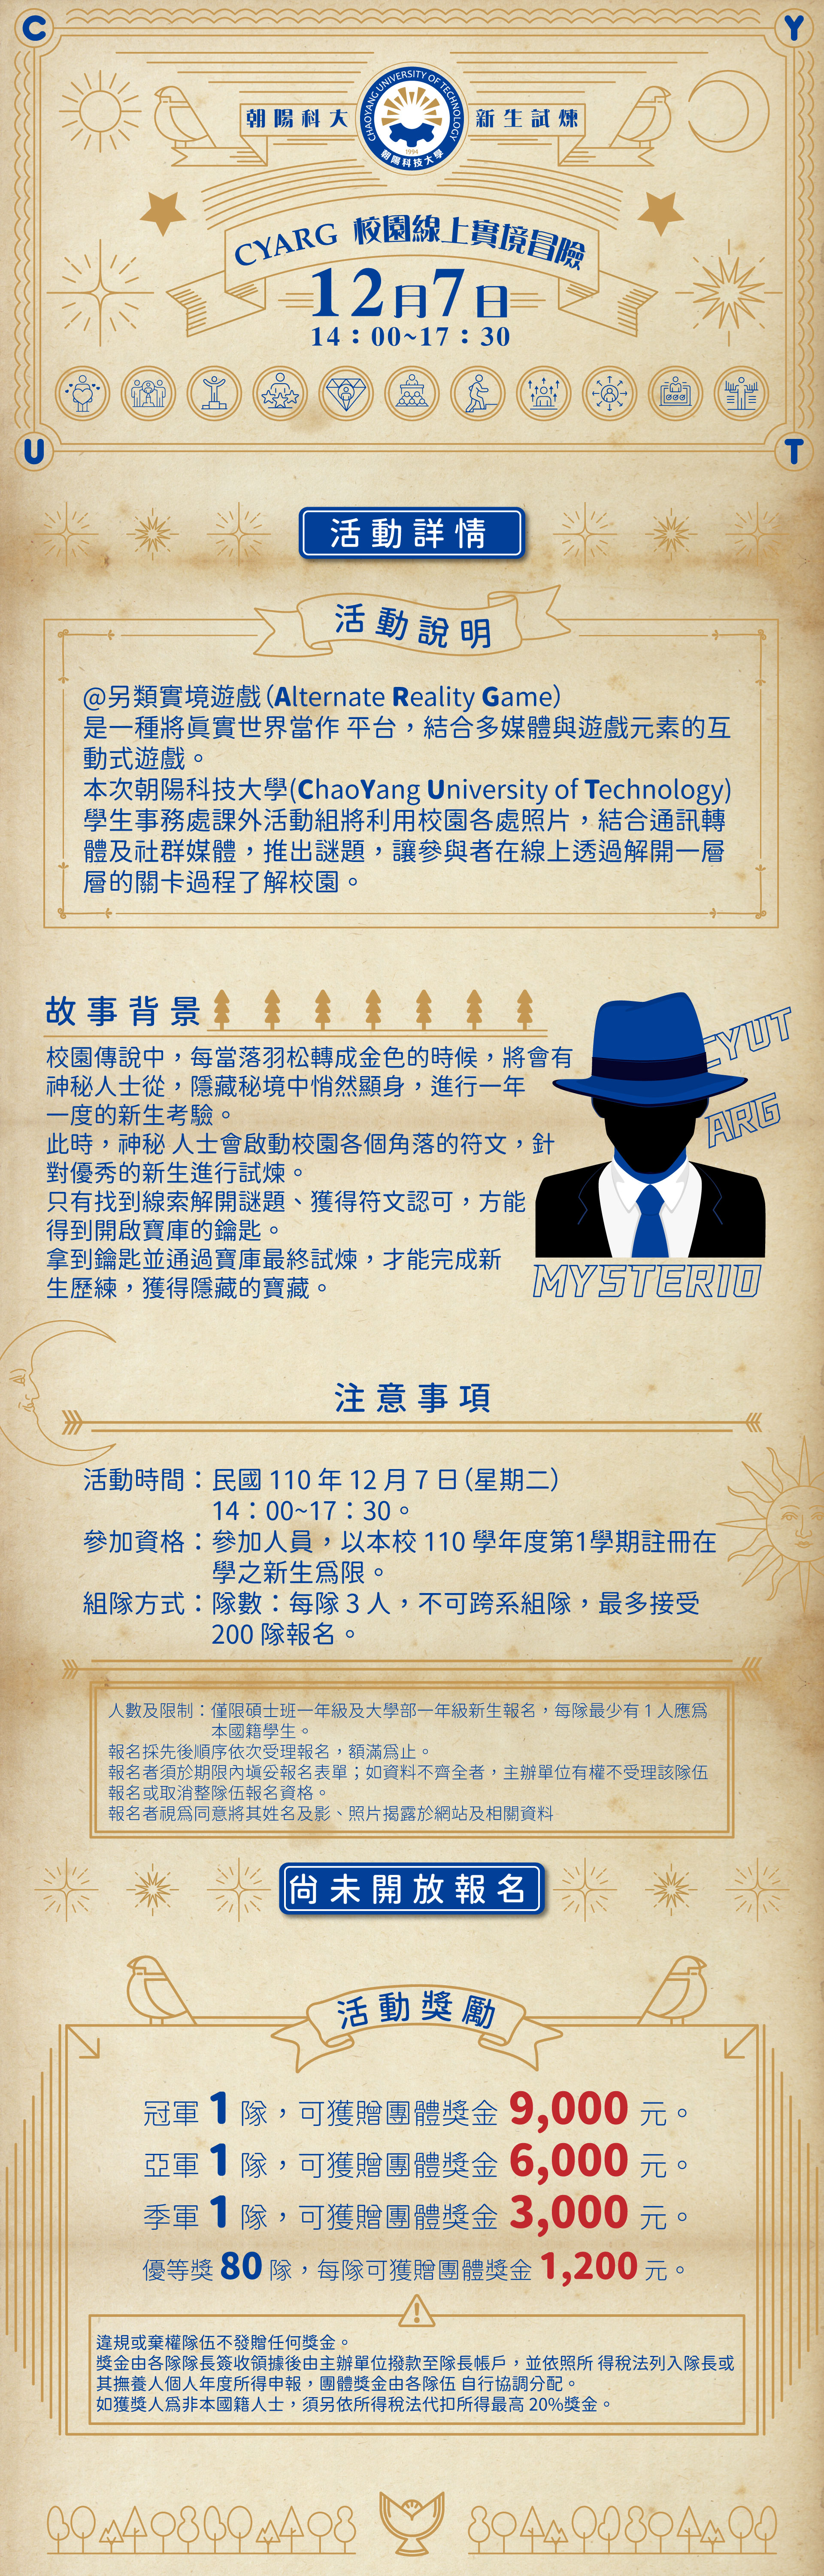 C
Y
朝陽科大
CHAOYANG UNIVERSITY OF TECHNOLOGY
1994
朝陽科技大學
新生試煉
CYARG 校園線上實境冒險
12月7日
14：00~17：30
U
T
活動詳情
活動說明
@另類實境遊戲（Alternate Reality Game）
是一種將真實世界當作 平台，結合多媒體與遊戲元素的互
動式遊戲。
本次朝陽科技大學(ChaoYang University of Technology)
學生事務處課外活動組將利用校園各處照片，結合通訊轉
體及社群媒體，推出謎題，讓參與者在線上透過解開一層
層的關卡過程了解校園。
故事背景
校園傳說中，每當落羽松轉成金色的時候，將會有
神秘人士從，隱藏秘境中悄然顯身，進行一年
一度的新生考驗。
此時，神秘 人士會啟動校園各個角落的符文，針
對優秀的新生進行試煉。
只有找到線索解開謎題、獲得符文認可，方能
得到開啟寶庫的鑰匙。
拿到鑰匙並通過寶庫最終試煉，才能完成新
生歷練，獲得隱藏的寶藏。
CYUT
ARG
MYSTERIO
注意事項
活動時間：民國 110 年 12 月 7 日（星期二）
14：00~17：30。
參加資格：參加人員，以本校 110 學年度第1學期註冊在
學之新生為限。
組隊方式：隊數：每隊 3 人，不可跨系組隊，最多接受
200 隊報名。
人數及限制：僅限碩士班一年級及大學部一年級新生報名，每隊最少有 1 人應為
本國籍學生。
報名採先後順序依次受理報名，額滿為止。
報名者須於期限內填妥報名表單；如資料不齊全者，主辦單位有權不受理該隊伍
報名或取消整隊伍報名資格。
報名者視為同意將其姓名及影、照片揭露於網站及相關資料
尚未開放報名
活動獎勵
冠軍 1 隊，可獲贈團體獎金 9,000 元。
亞軍 1 隊，可獲贈團體獎金 6,000 元。
季軍 1 隊，可獲贈團體獎金 3,000 元。
優等獎 80 隊，每隊可獲贈團體獎金 1,200 元。
違規或棄權隊伍不發贈任何獎金。
獎金由各隊隊長簽收領據後由主辦單位撥款至隊長帳戶，並依照所 得稅法列入隊長或
其撫養人個人年度所得申報，團體獎金由各隊伍 自行協調分配。
如獲獎人為非本國籍人士，須另依所得稅法代扣所得最高 20%獎金。